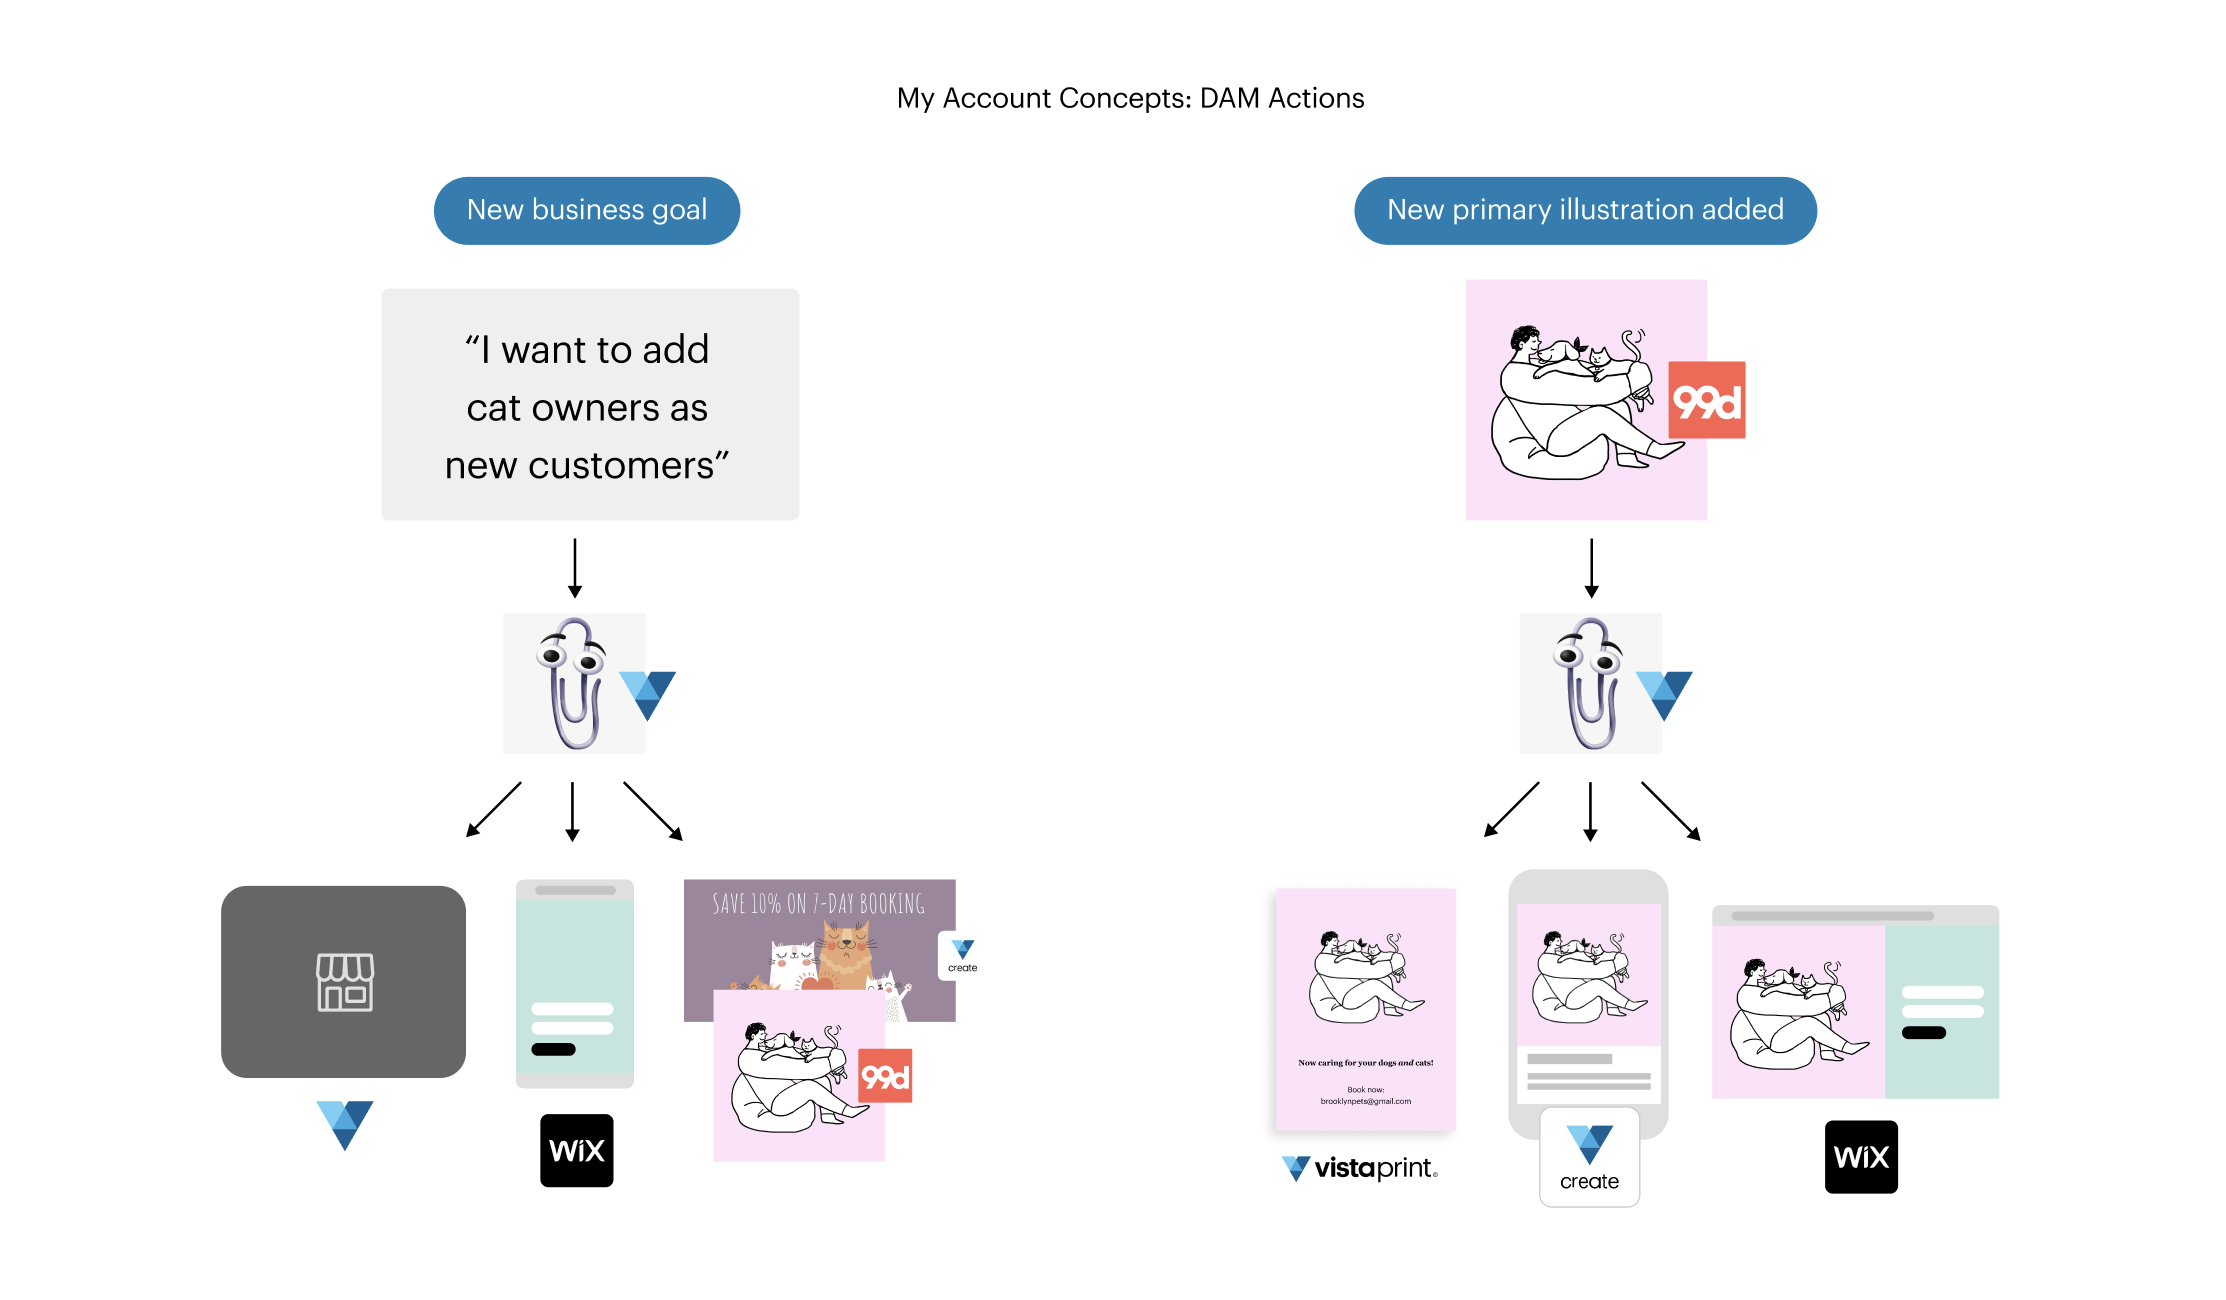 My Account Concepts: DAM Actions
New business goal
“I want to add
cat owners as
new customers”
SAVE 10% ON 7-DAY BOOKING
create
99d
WiX
New primary illustration added
99d
Now caring for your dogs and cats!
Book now:
brooklynpets@gmail.com
vistaprint®
create
WiX